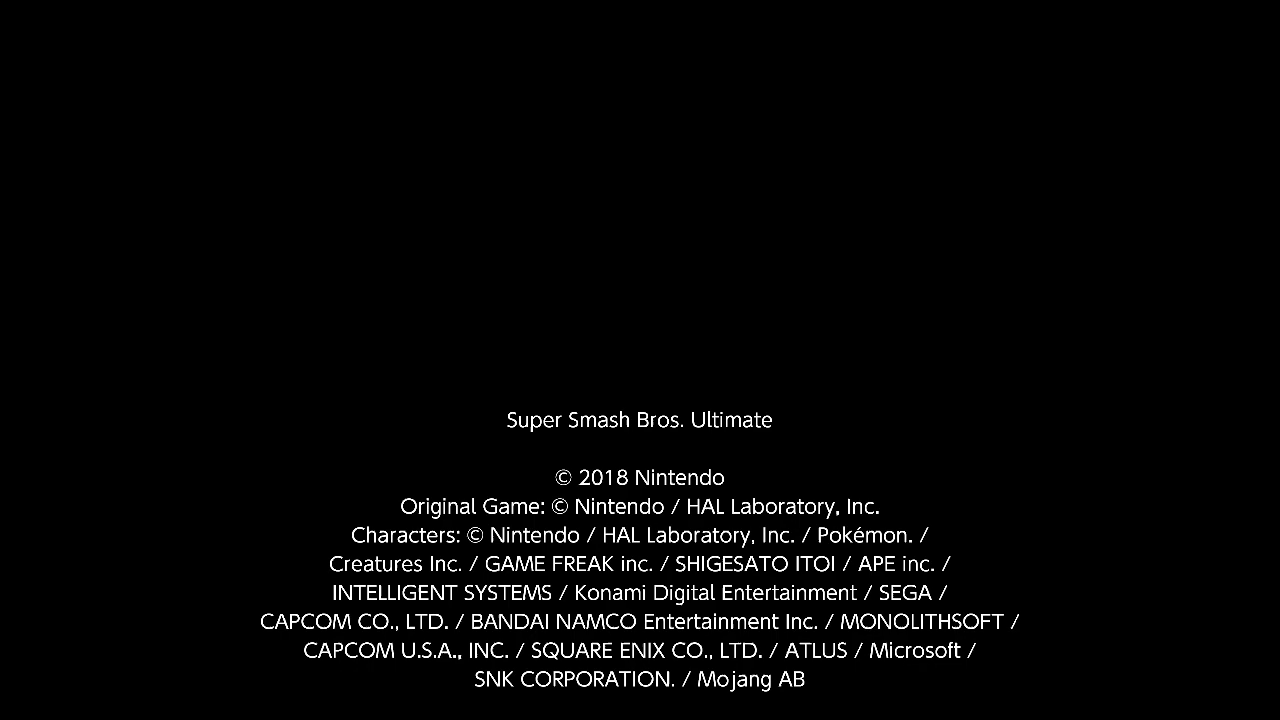 Super Smash Bros. Ultimate
© 2018 Nintendo
Original Game: © Nintendo / HAL Laboratory, Inc.
Characters: © Nintendo / HAL Laboratory, Inc. / Pokémon. /
Creatures Inc. / GAME FREAK inc. / SHIGESATO ITOI / APE inc. /
INTELLIGENT SYSTEMS / Konami Digital Entertainment / SEGA /
CAPCOM CO., LTD. / BANDAI NAMCO Entertainment Inc. / MONOLITHSOFT /
CAPCOM U.S.A., INC. / SQUARE ENIX CO., LTD. / ATLUS / Microsoft /
SNK CORPORATION. / Mojang AB